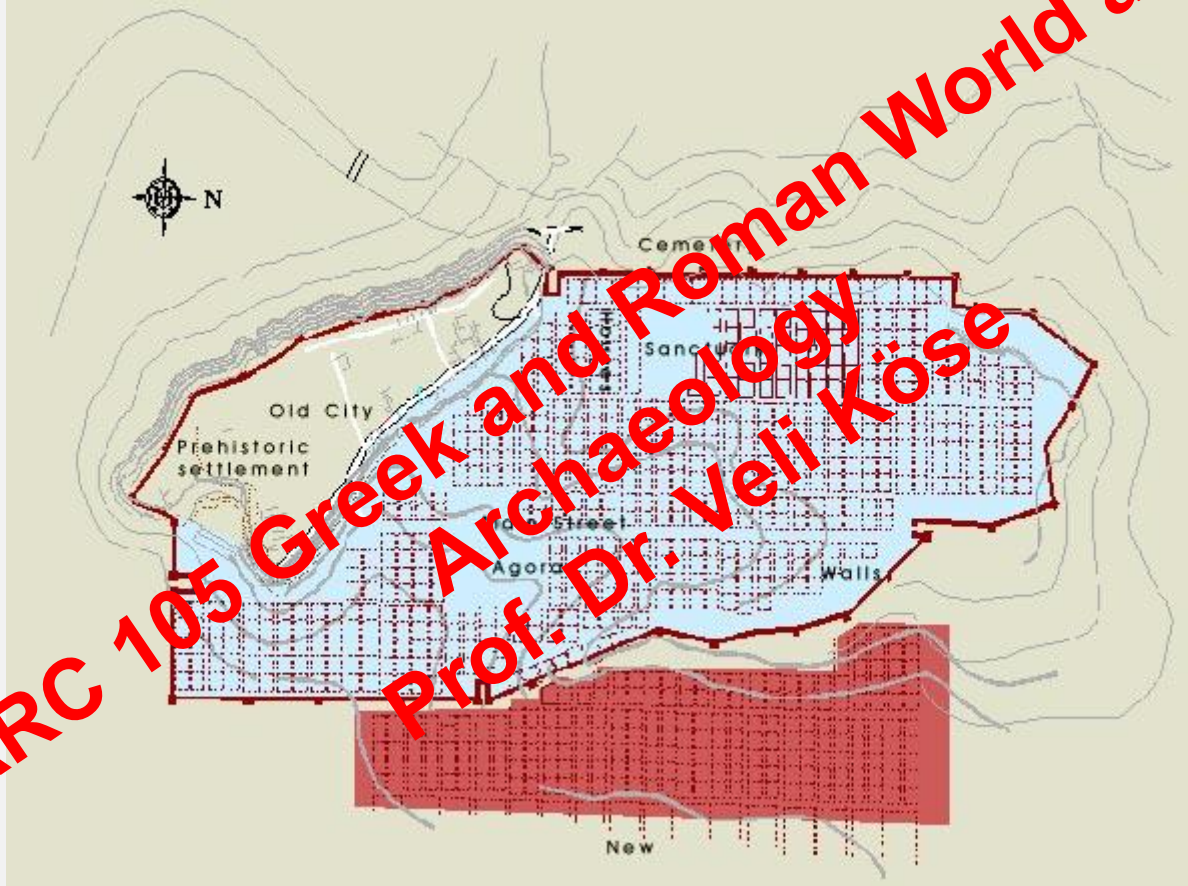 N
Cemetery
Houses
Sanctuary
Old City
Prehistoric
settlement
Street
Agora
Walls
New
ARC 105 Greek and Roman World
Archaeology
Prof. Dr. Veli Köse